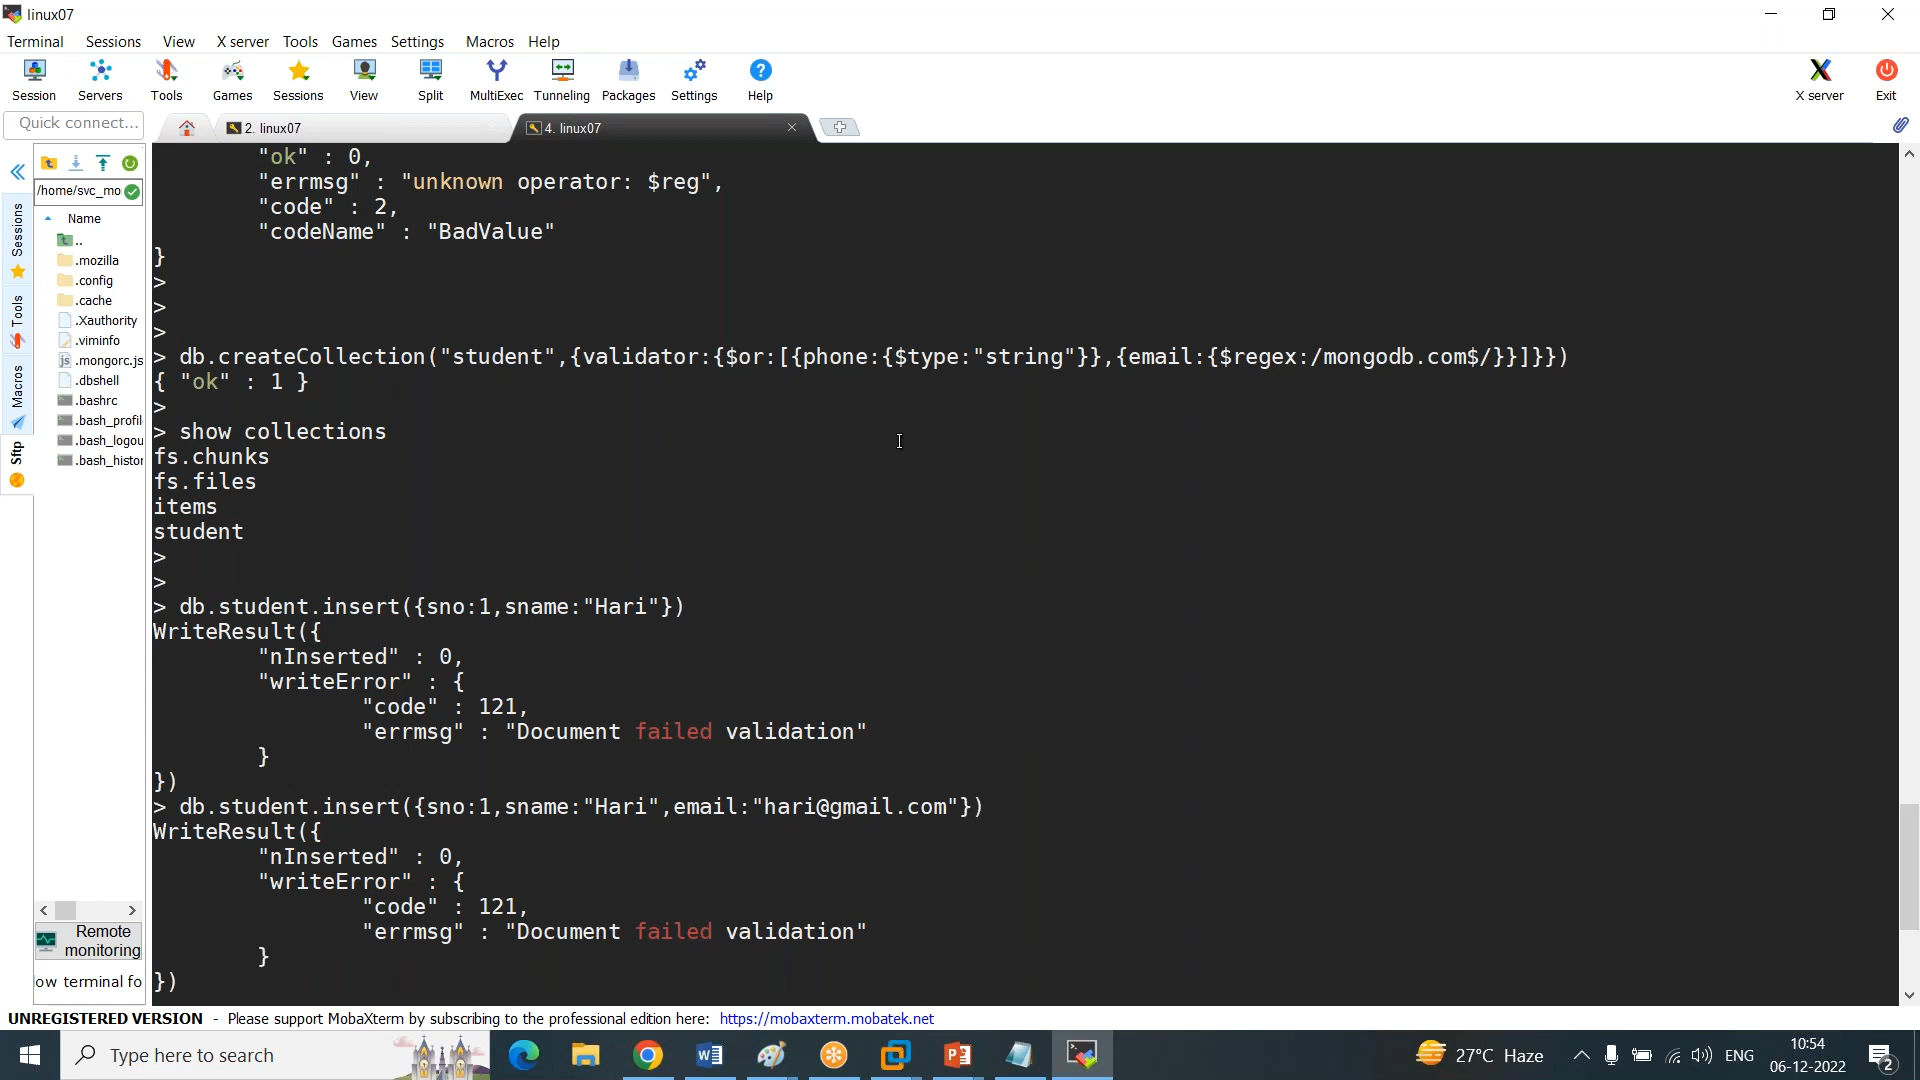 linux07
Terminal Sessions View X server Tools Games Settings Macros Help
Session Servers Tools Games Sessions View Split MultiExec Tunneling Packages Settings Help X server Exit
Quick connect...
2. linux07
4. linux07
/home/svc_mo
Name
..
.mozilla
.config
.cache
.Xauthority
.viminfo
.mongorc.js
.dbshell
.bashrc
.bash_profil
.bash_logou
.bash_histor
Sessions
Tools
Macros
Sftp
Remote
monitoring
ow terminal fo
"ok" : 0,
"errmsg" : "unknown operator: $reg",
"code" : 2,
"codeName" : "BadValue"
}
>
>
>
> db.createCollection("student",{validator:{$or:[{phone:{$type:"string"}},{email:{$regex:/mongodb.com$/}}]}})
{ "ok" : 1 }
>
> show collections
fs.chunks
fs.files
items
student
>
>
> db.student.insert({sno:1,sname:"Hari"})
WriteResult({
"nInserted" : 0,
"writeError" : {
"code" : 121,
"errmsg" : "Document failed validation"
}
})
> db.student.insert({sno:1,sname:"Hari",email:"hari@gmail.com"})
WriteResult({
"nInserted" : 0,
"writeError" : {
"code" : 121,
"errmsg" : "Document failed validation"
}
})
UNREGISTERED VERSION - Please support MobaXterm by subscribing to the professional edition here: https://mobaxterm.mobatek.net
Type here to search
27°C Haze
ENG
10:54
06-12-2022
2